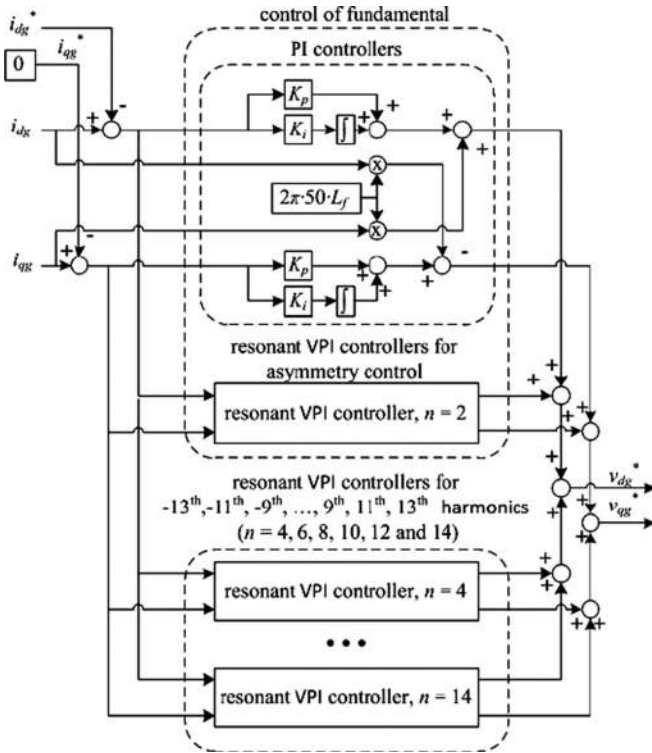 control of fundamental
PI controllers
i_dg*
i_qg*
0
i_dg
K_p
K_i
∫
2π·50·L_f
x
x
i_qg
K_p
K_i
∫
+
-
+
-
+
+
+
+
+
+
+
-
resonant VPI controllers for
asymmetry control
resonant VPI controller, n = 2
+
+
+
+
resonant VPI controllers for
-13th,-11th, -9th, ..., 9th, 11th, 13th harmonics
(n = 4, 6, 8, 10, 12 and 14)
+
+
+
+
v_dg*
v_qg*
resonant VPI controller, n = 4
+
+
+
+
• • •
resonant VPI controller, n = 14